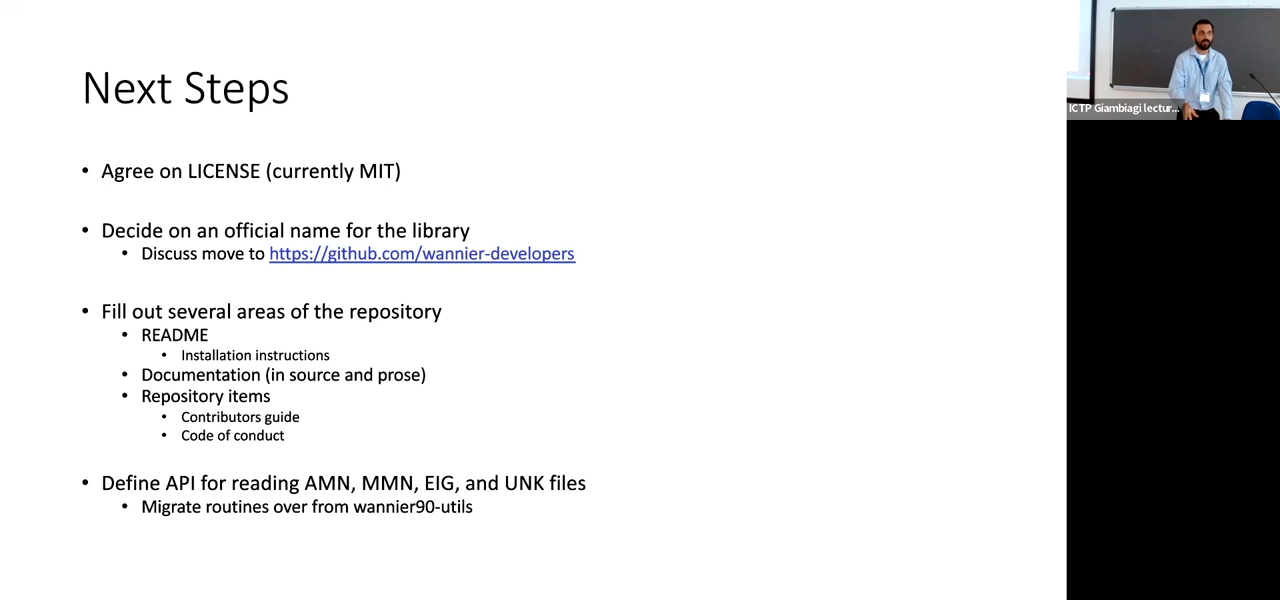 Next Steps
• Agree on LICENSE (currently MIT)
• Decide on an official name for the library
• Discuss move to https://github.com/wannier-developers
• Fill out several areas of the repository
• README
• Installation instructions
• Documentation (in source and prose)
• Repository items
• Contributors guide
• Code of conduct
• Define API for reading AMN, MMN, EIG, and UNK files
• Migrate routines over from wannier90-utils
ICTP Giambiagi lectur...